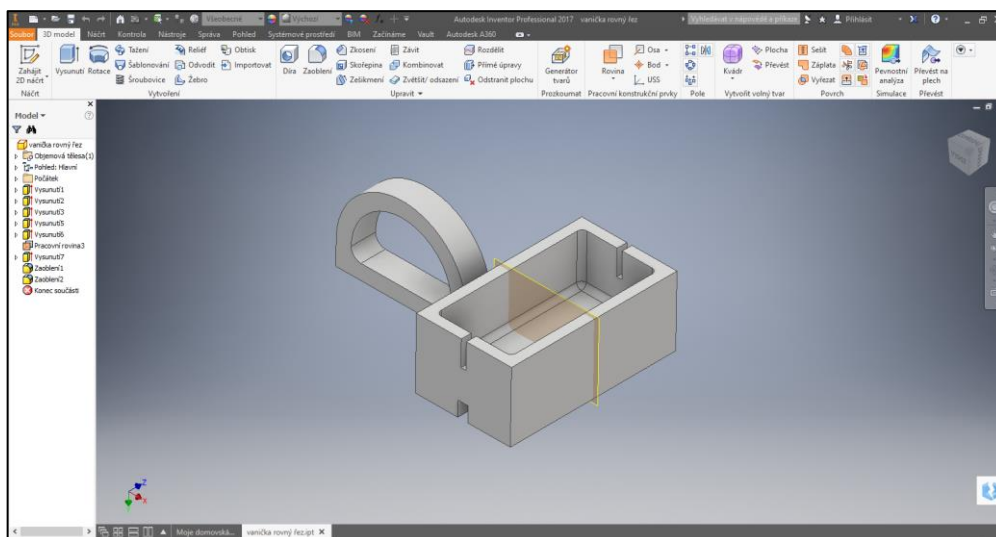 Všeobecné Výchozí Autodesk Inventor Professional 2017 vanička rovný řez Vyhledávat v nápovědě a příkaze Přihlásit
Soubor 3D model Náčrt Kontrola Nástroje Správa Pohled Systémové prostředí BIM Začínáme Vault Autodesk A360
Zahájit 2D náčrt
Náčrt
Vysunutí Rotace
Tažení Reliéf Obtisk
Šablonování Odvodit Importovat
Šroubovice Žebro
Vytvoření
Díra Zaoblení
Zkosení Závit Rozdělit
Skořepina Kombinovat Přímé úpravy
Zešikmení Zvětšit/ odsazení Odstranit plochu
Upravit
Generátor tvarů
Prozkoumat
Rovina
Osa
Bod
USS
Pracovní konstrukční prvky
Pole
Kvádr
Plocha
Převést
Vytvořit volný tvar
Sešít
Záplata
Vyřezat
Povrch
Pevnostní analýza
Simulace
Převést na plech
Převést
Model
vanička rovný řez
Objemová tělesa(1)
Pohled: Hlavní
Počátek
Vysunutí1
Vysunutí2
Vysunutí3
Vysunutí5
Vysunutí6
Pracovní rovina3
Vysunutí7
Zaoblení1
Zaoblení2
Konec součásti
Z
X
Moje domovská...
vanička rovný řez.ipt